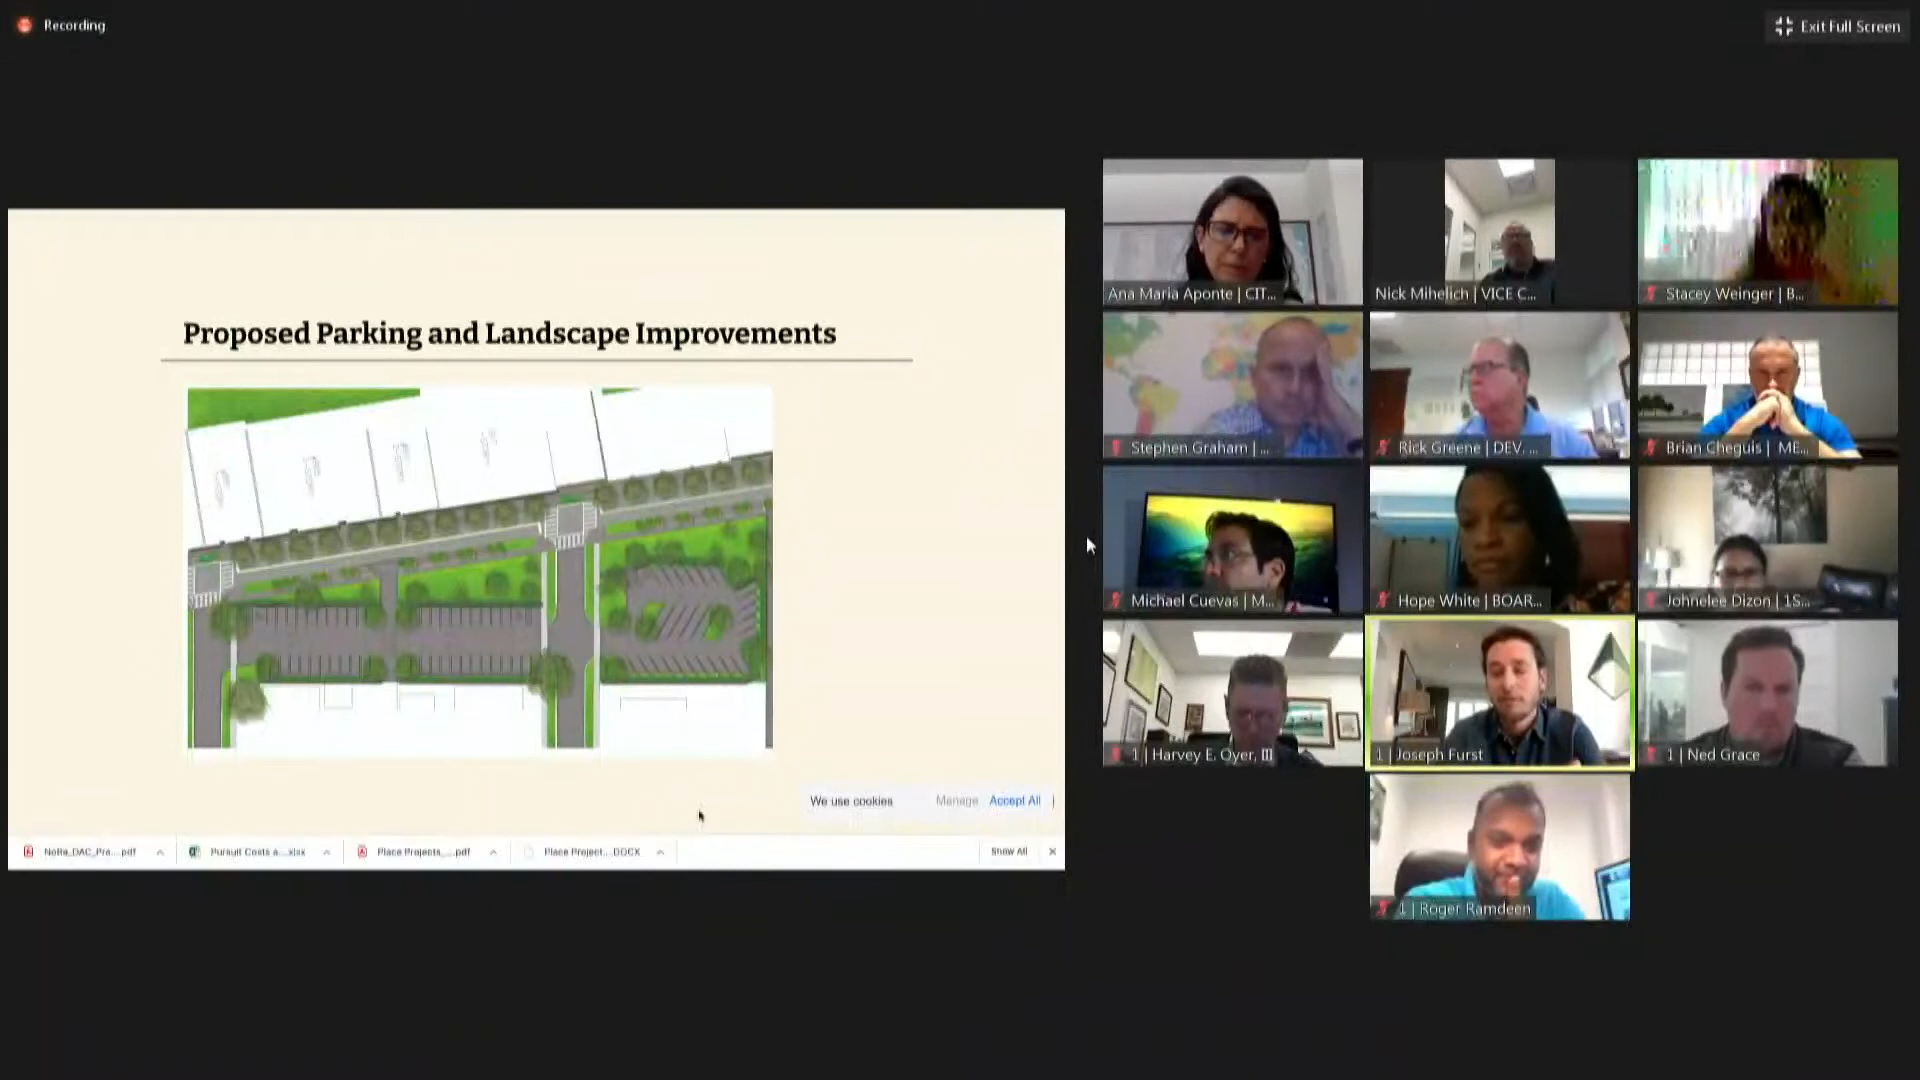 Recording
Exit Full Screen
Proposed Parking and Landscape Improvements
We use cookies
Manage
Accept All
NoRa_DAC_Pre....pdf
Pursuit Costs a....xlsx
Place Projects_....pdf
Place Project....DOCX
Show All
Ana Maria Aponte | CIT...
Nick Mihelich | VICE C...
Stacey Weinger | B...
Stephen Graham | ...
Rick Greene | DEV. ...
Brian Cheguis | ME...
Michael Cuevas | M...
Hope White | BOAR...
Johnelee Dizon | 1S...
1 | Harvey E. Oyer, III
1 | Joseph Furst
1 | Ned Grace
1 | Roger Ramdeen